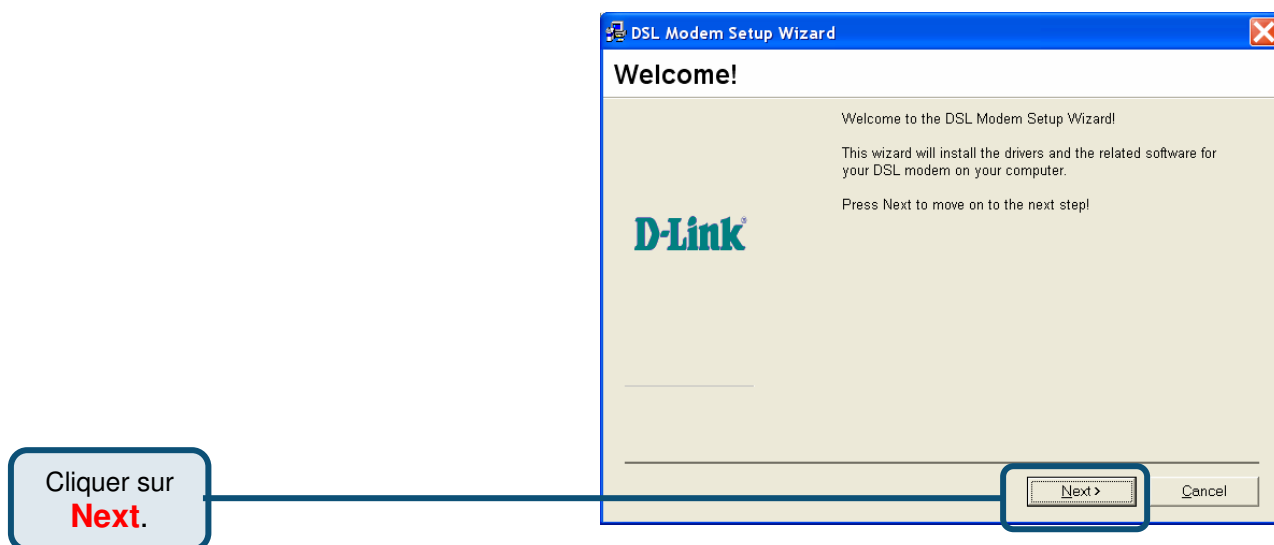 DSL Modem Setup Wizard
Welcome!
Welcome to the DSL Modem Setup Wizard!
This wizard will install the drivers and the related software for
your DSL modem on your computer.
Press Next to move on to the next step!
D-Link®
Cliquer sur
Next.
Next >
Cancel